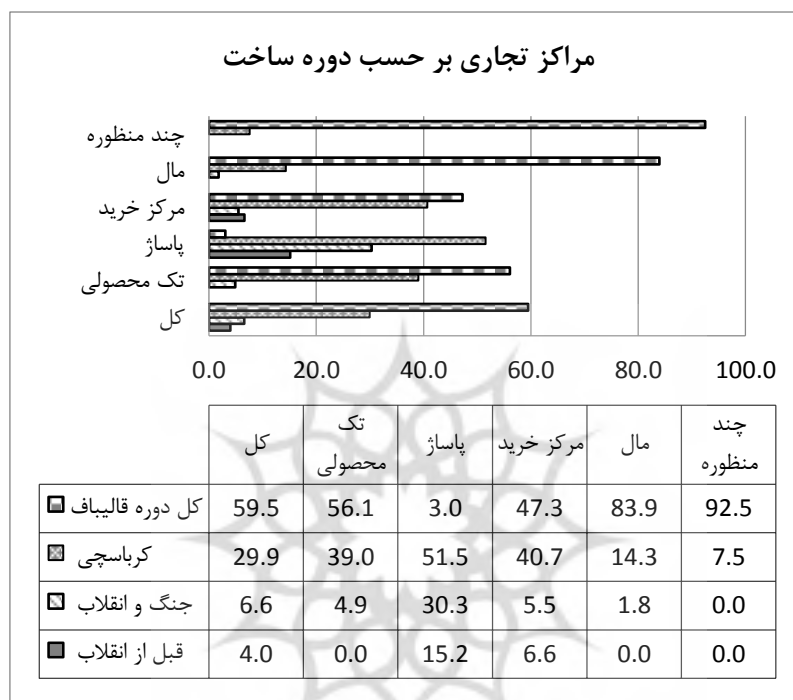 مراکز تجاری بر حسب دوره ساخت
چند منظوره
مال
مرکز خرید
پاساژ
تک محصولی
کل
0.0 20.0 40.0 60.0 80.0 100.0
کل تک محصولی پاساژ مرکز خرید مال چند منظوره
کل دوره قالیباف 59.5 56.1 3.0 47.3 83.9 92.5
کرباسچی 29.9 39.0 51.5 40.7 14.3 7.5
جنگ و انقلاب 6.6 4.9 30.3 5.5 1.8 0.0
قبل از انقلاب 4.0 0.0 15.2 6.6 0.0 0.0